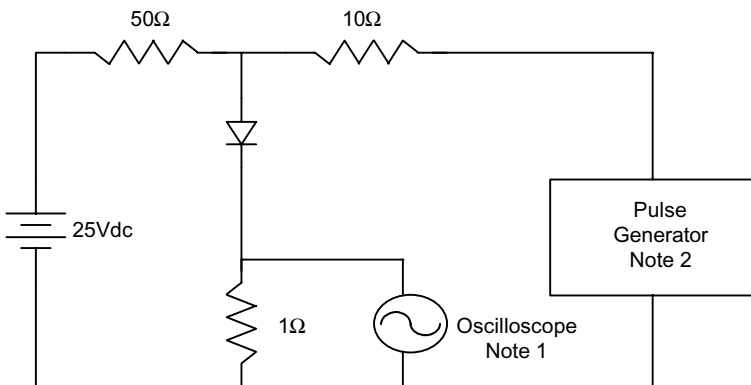 50Ω
10Ω
25Vdc
Pulse
Generator
Note 2
1Ω
Oscilloscope
Note 1